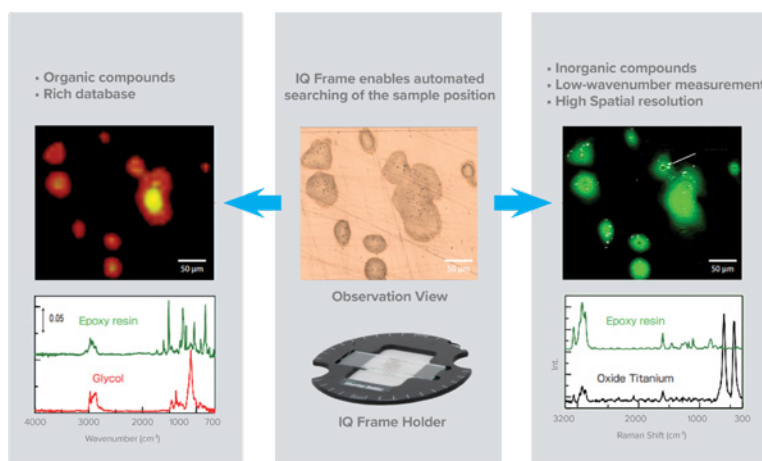 • Organic compounds
• Rich database
50 µm
0.05
Epoxy resin
Glycol
4000
3000
2000
1000
700
Wavenumber (cm⁻¹)
IQ Frame enables automated
searching of the sample position
50 µm
Observation View
IQ Frame Holder
• Inorganic compounds
• Low-wavenumber measurement
• High Spatial resolution
50 µm
Int.
Epoxy resin
Oxide Titanium
3200
2000
1000
300
Raman Shift (cm⁻¹)